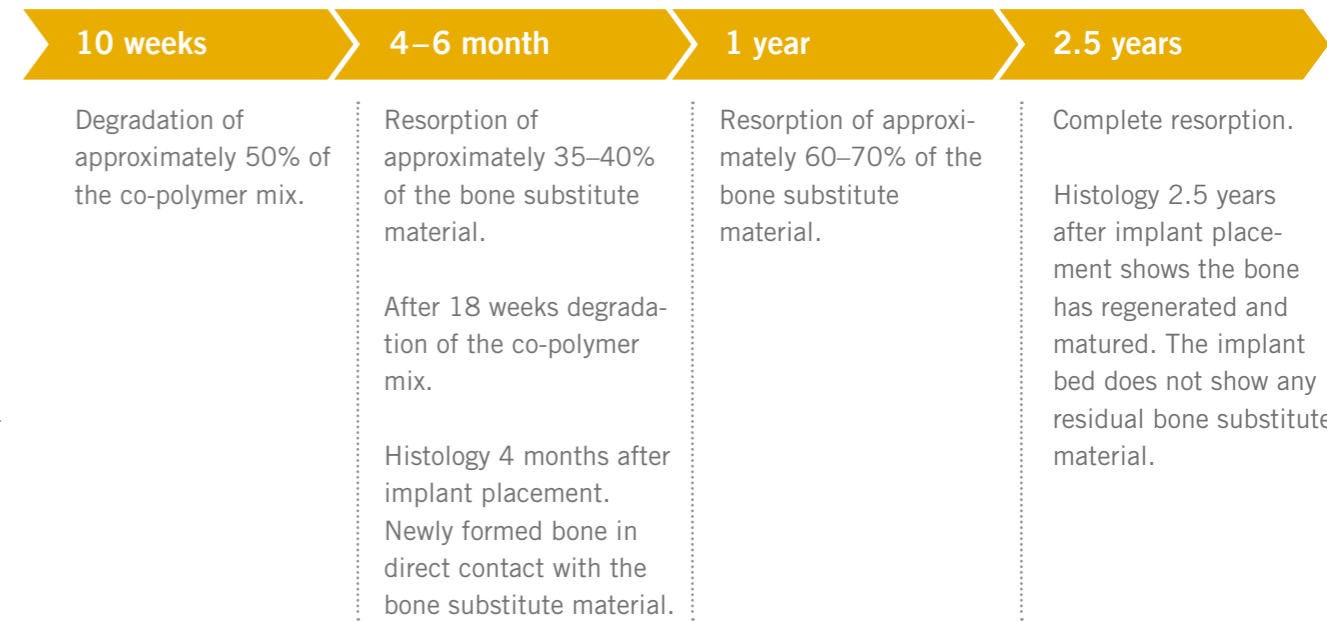 10 weeks
Degradation of
approximately 50% of
the co-polymer mix.
4–6 month
Resorption of
approximately 35–40%
of the bone substitute
material.
After 18 weeks degrada-
tion of the co-polymer
mix.
Histology 4 months after
implant placement.
Newly formed bone in
direct contact with the
bone substitute material.
1 year
Resorption of approxi-
mately 60–70% of the
bone substitute
material.
2.5 years
Complete resorption.
Histology 2.5 years
after implant place-
ment shows the bone
has regenerated and
matured. The implant
bed does not show any
residual bone substitute
material.